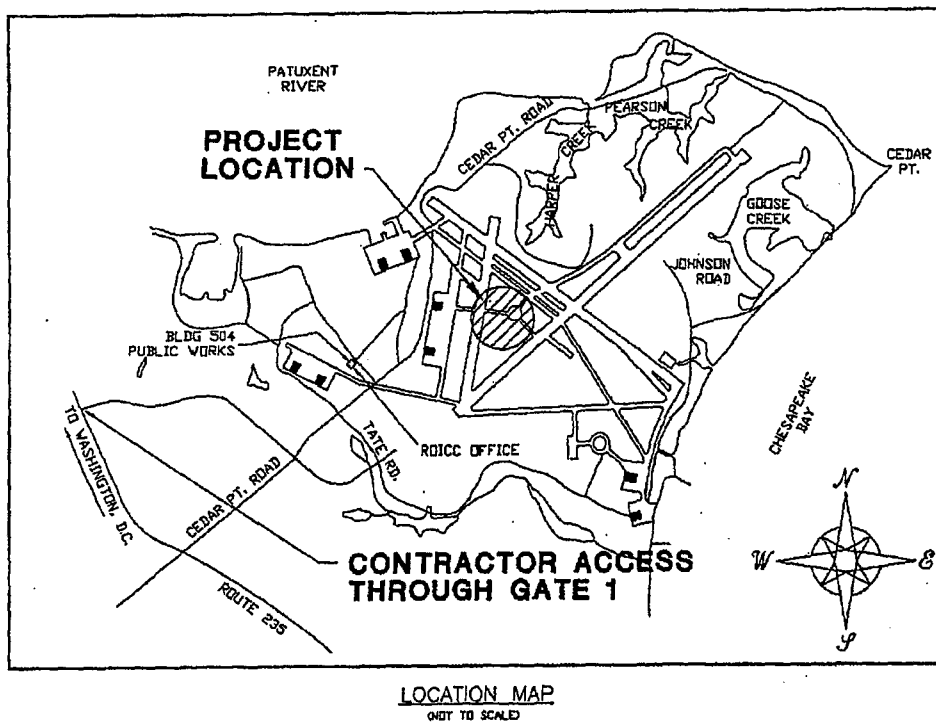 PATUXENT
RIVER
PROJECT
LOCATION
CEDAR PT. ROAD
PEARSON
CREEK
HARPER
CREEK
CEDAR
PT.
GOOSE
CREEK
JOHNSON
ROAD
BLDG 504
PUBLIC WORKS
CHESAPEAKE
BAY
TO WASHINGTON, D.C.
TATE RD.
ROICC OFFICE
CEDAR PT. ROAD
CONTRACTOR ACCESS
THROUGH GATE 1
ROUTE 235
N
W
E
S
LOCATION MAP
(NOT TO SCALE)